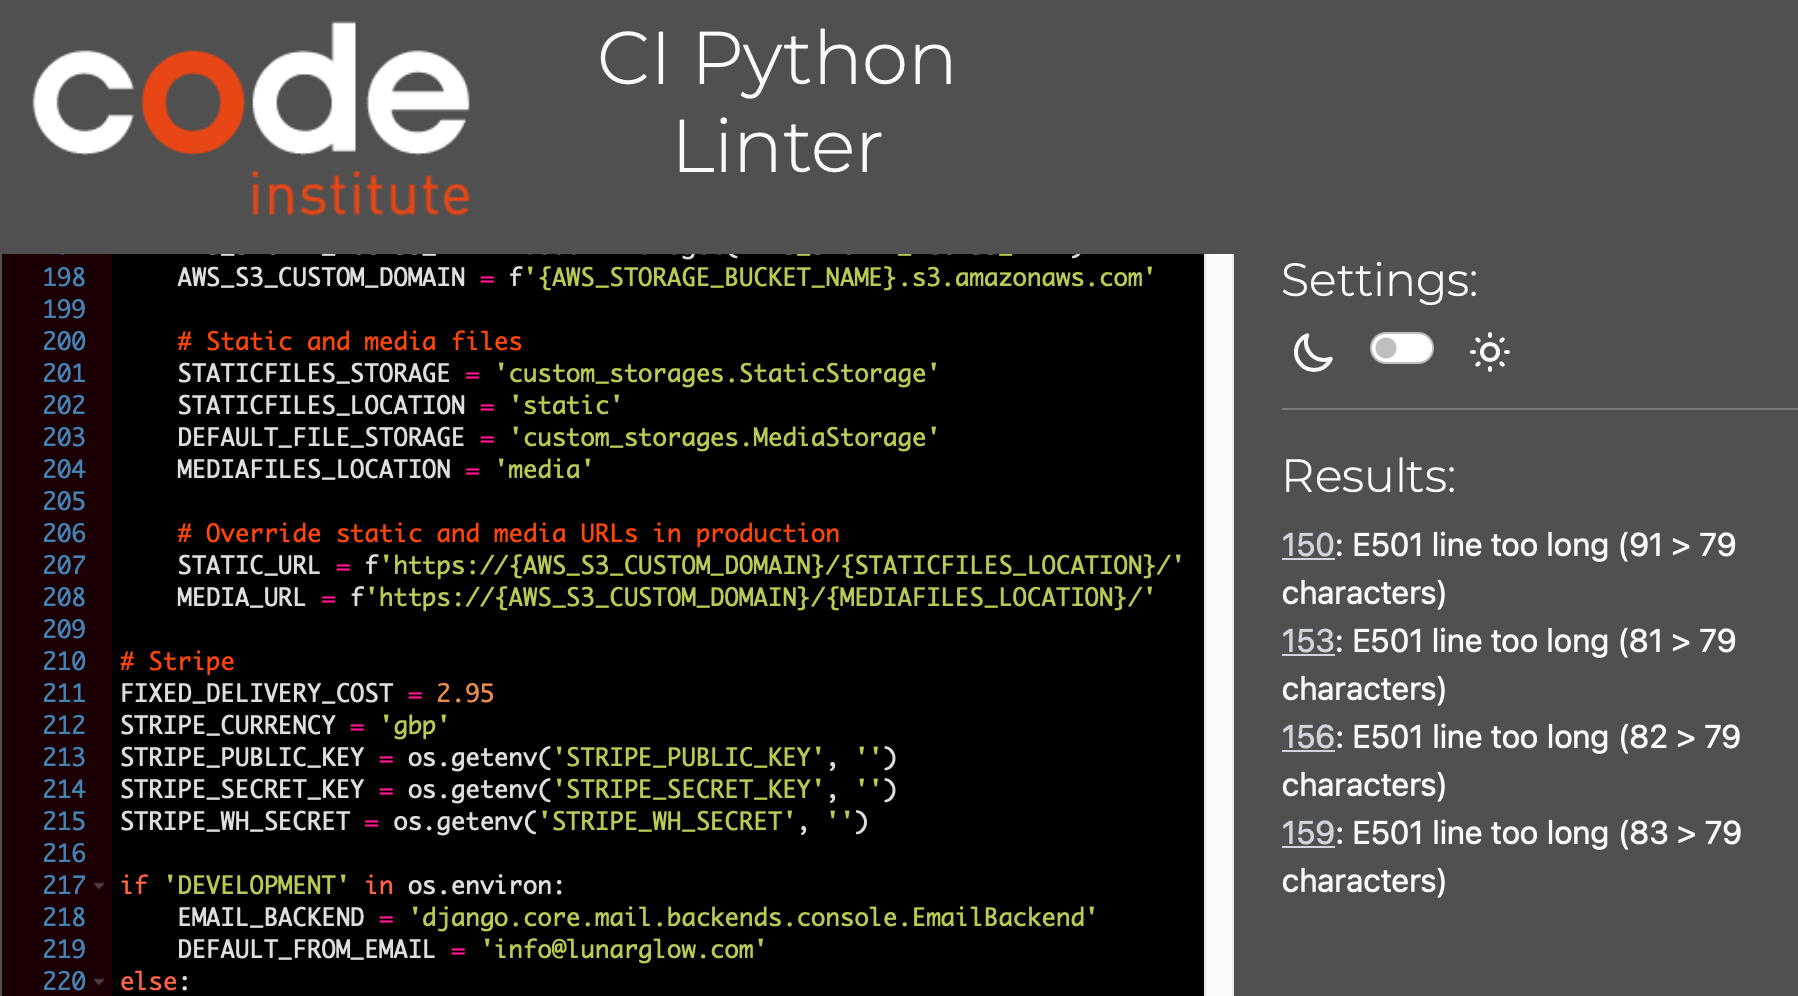 code
institute
CI Python
Linter
198 AWS_S3_CUSTOM_DOMAIN = f'{AWS_STORAGE_BUCKET_NAME}.s3.amazonaws.com'
199
200 # Static and media files
201 STATICFILES_STORAGE = 'custom_storages.StaticStorage'
202 STATICFILES_LOCATION = 'static'
203 DEFAULT_FILE_STORAGE = 'custom_storages.MediaStorage'
204 MEDIAFILES_LOCATION = 'media'
205
206 # Override static and media URLs in production
207 STATIC_URL = f'https://{AWS_S3_CUSTOM_DOMAIN}/{STATICFILES_LOCATION}/'
208 MEDIA_URL = f'https://{AWS_S3_CUSTOM_DOMAIN}/{MEDIAFILES_LOCATION}/'
209
210 # Stripe
211 FIXED_DELIVERY_COST = 2.95
212 STRIPE_CURRENCY = 'gbp'
213 STRIPE_PUBLIC_KEY = os.getenv('STRIPE_PUBLIC_KEY', '')
214 STRIPE_SECRET_KEY = os.getenv('STRIPE_SECRET_KEY', '')
215 STRIPE_WH_SECRET = os.getenv('STRIPE_WH_SECRET', '')
216
217 if 'DEVELOPMENT' in os.environ:
218 EMAIL_BACKEND = 'django.core.mail.backends.console.EmailBackend'
219 DEFAULT_FROM_EMAIL = 'info@lunarglow.com'
220 else:
Settings:
Results:
150: E501 line too long (91 > 79
characters)
153: E501 line too long (81 > 79
characters)
156: E501 line too long (82 > 79
characters)
159: E501 line too long (83 > 79
characters)